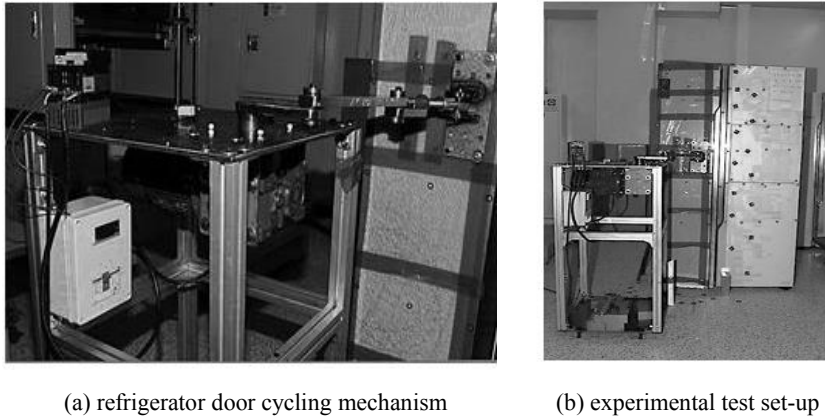 (a) refrigerator door cycling mechanism
(b) experimental test set-up